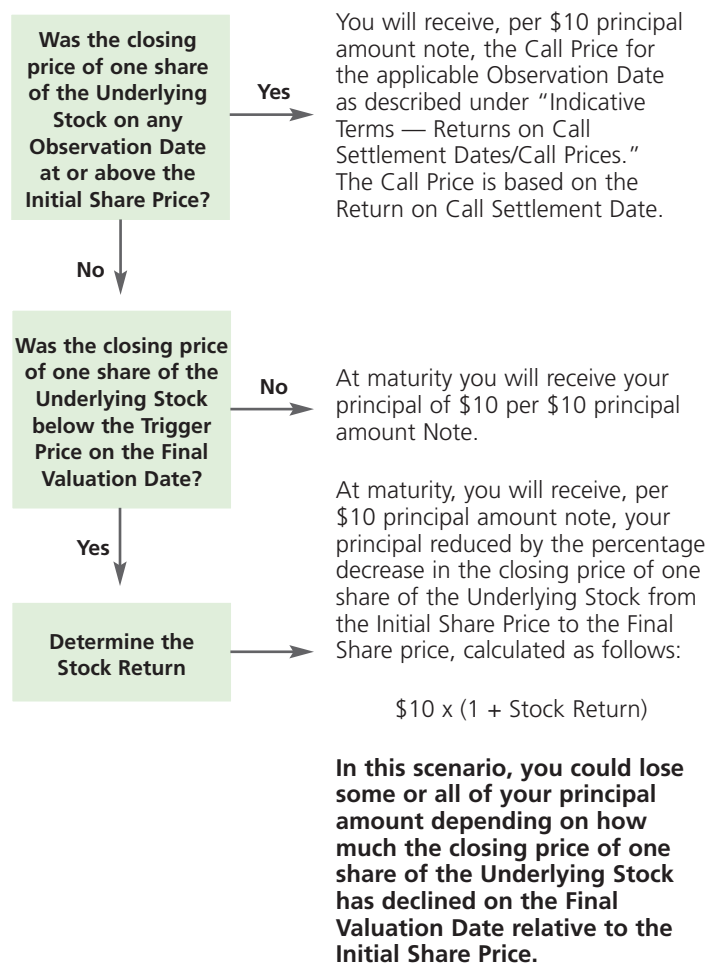 Was the closing
price of one share
of the Underlying
Stock on any
Observation Date
at or above the
Initial Share Price?
Yes
You will receive, per $10 principal
amount note, the Call Price for
the applicable Observation Date
as described under “Indicative
Terms — Returns on Call
Settlement Dates/Call Prices.”
The Call Price is based on the
Return on Call Settlement Date.
No
Was the closing price
of one share of the
Underlying Stock
below the Trigger
Price on the Final
Valuation Date?
No
At maturity you will receive your
principal of $10 per $10 principal
amount Note.
Yes
Determine the
Stock Return
At maturity, you will receive, per
$10 principal amount note, your
principal reduced by the percentage
decrease in the closing price of one
share of the Underlying Stock from
the Initial Share Price to the Final
Share price, calculated as follows:
$10 x (1 + Stock Return)
In this scenario, you could lose
some or all of your principal
amount depending on how
much the closing price of one
share of the Underlying Stock
has declined on the Final
Valuation Date relative to the
Initial Share Price.